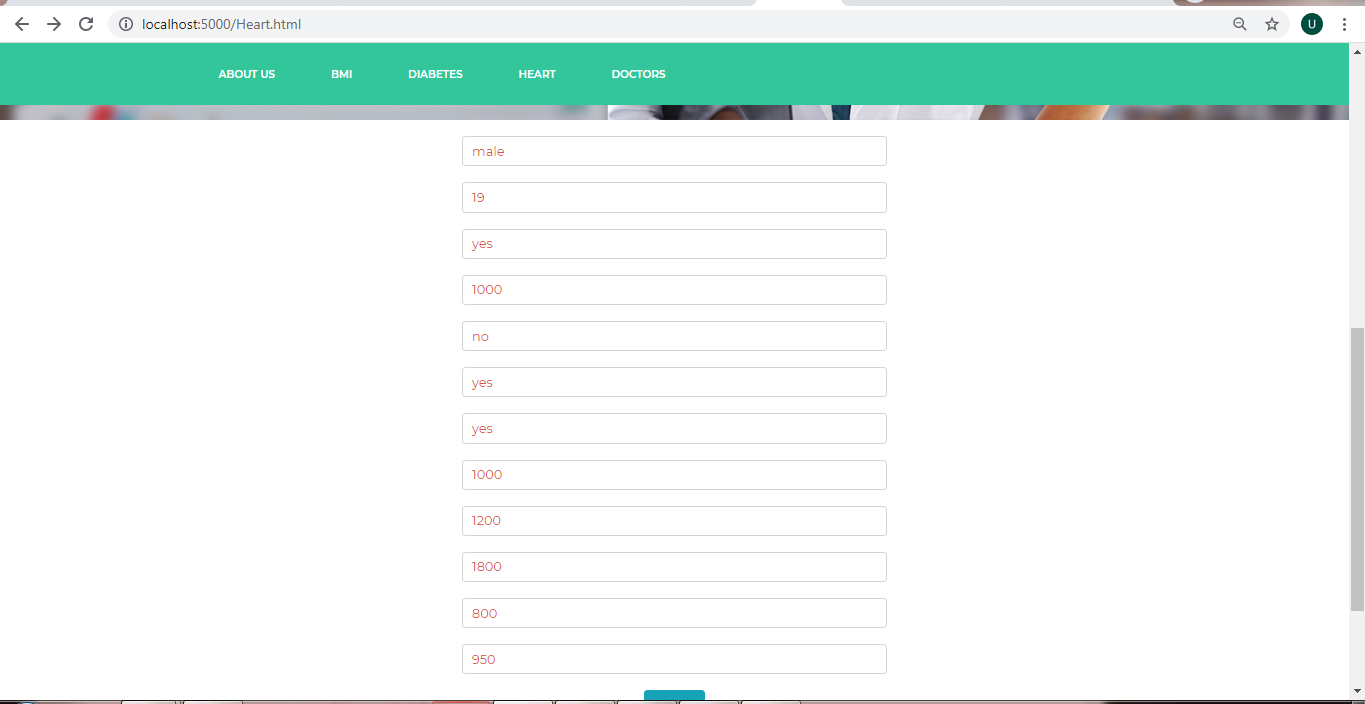 localhost:5000/Heart.html
U
ABOUT US BMI DIABETES HEART DOCTORS
male
19
yes
1000
no
yes
yes
1000
1200
1800
800
950